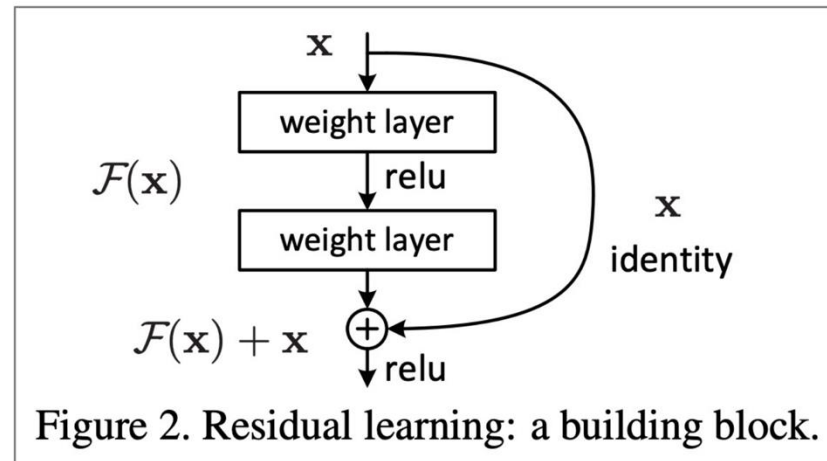 x
weight layer
F(x)
relu
x
weight layer
identity
F(x) + x
+
relu
Figure 2. Residual learning: a building block.